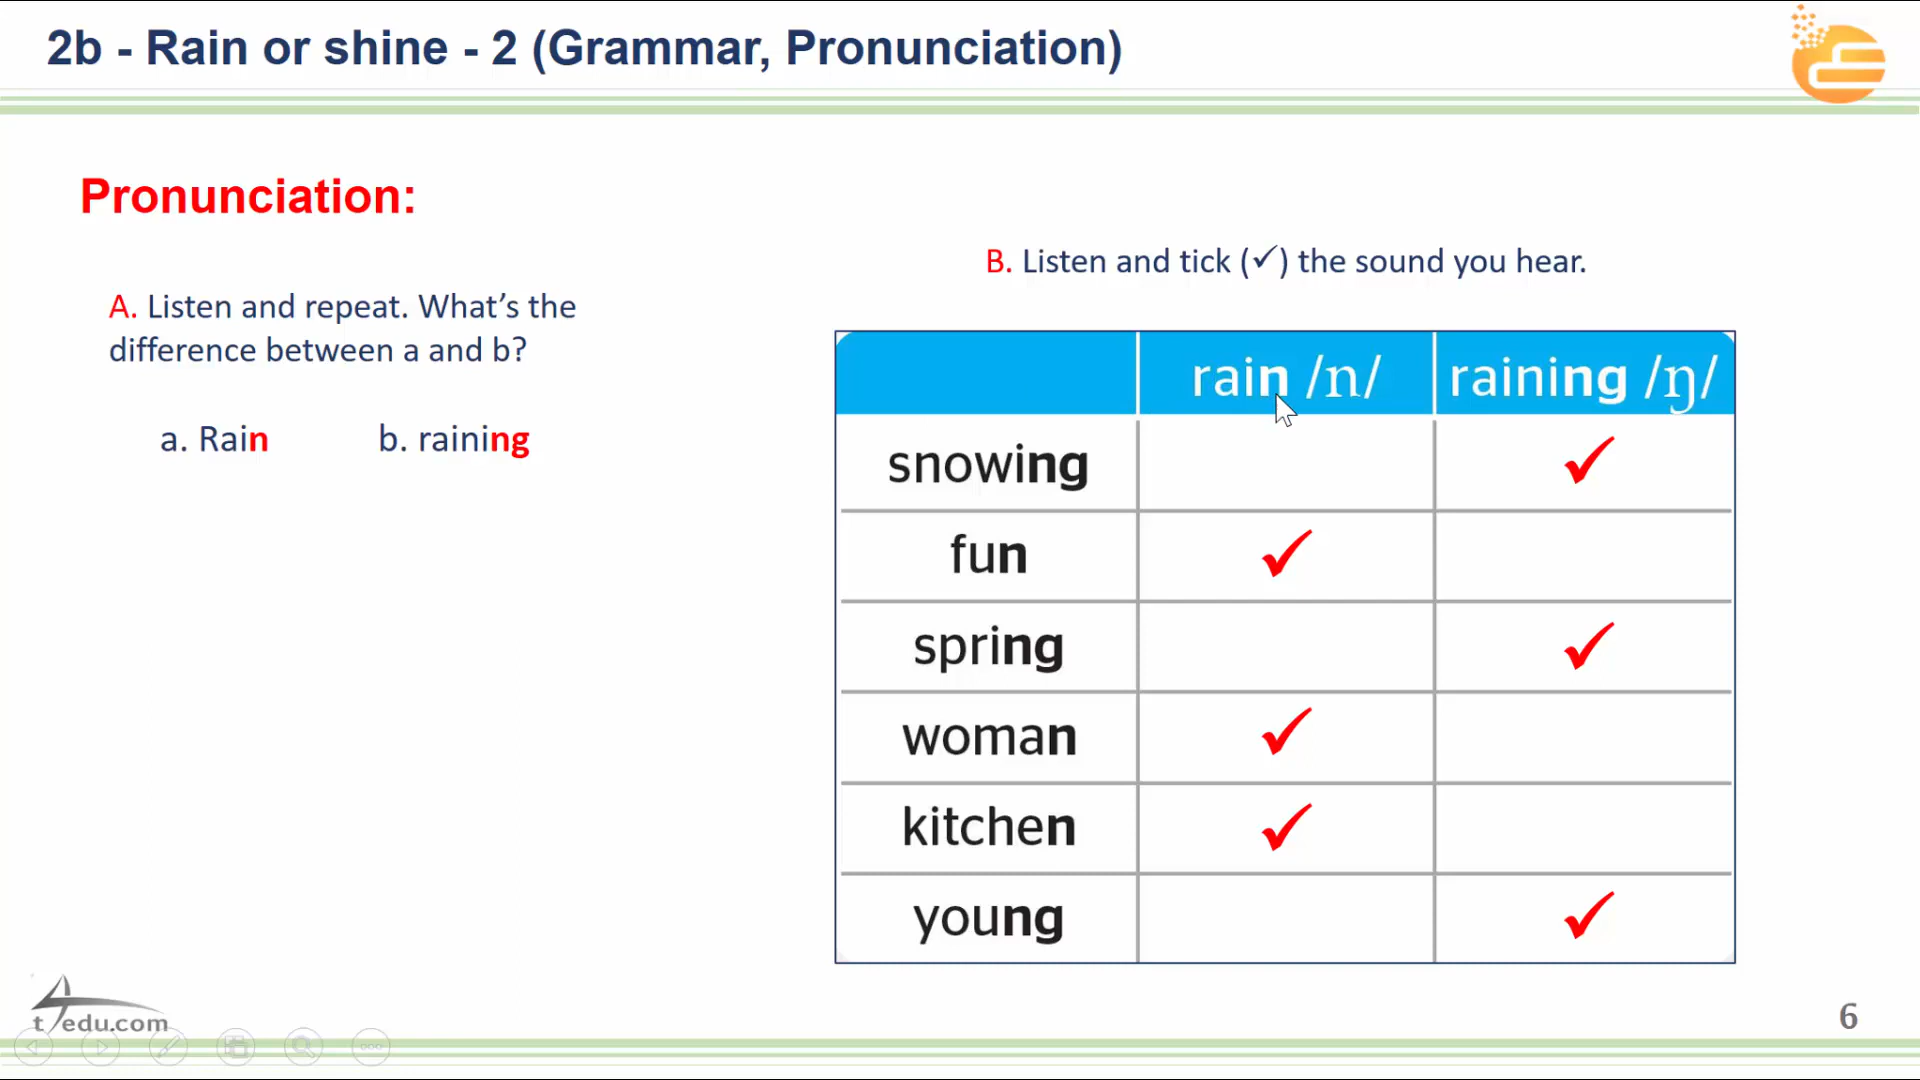 2b - Rain or shine - 2 (Grammar, Pronunciation)
Pronunciation:
A. Listen and repeat. What's the
difference between a and b?
a. Rain b. raining
B. Listen and tick (✓) the sound you hear.
rain /n/ raining /ŋ/
snowing ✓
fun ✓
spring ✓
woman ✓
kitchen ✓
young ✓
t4edu.com
6